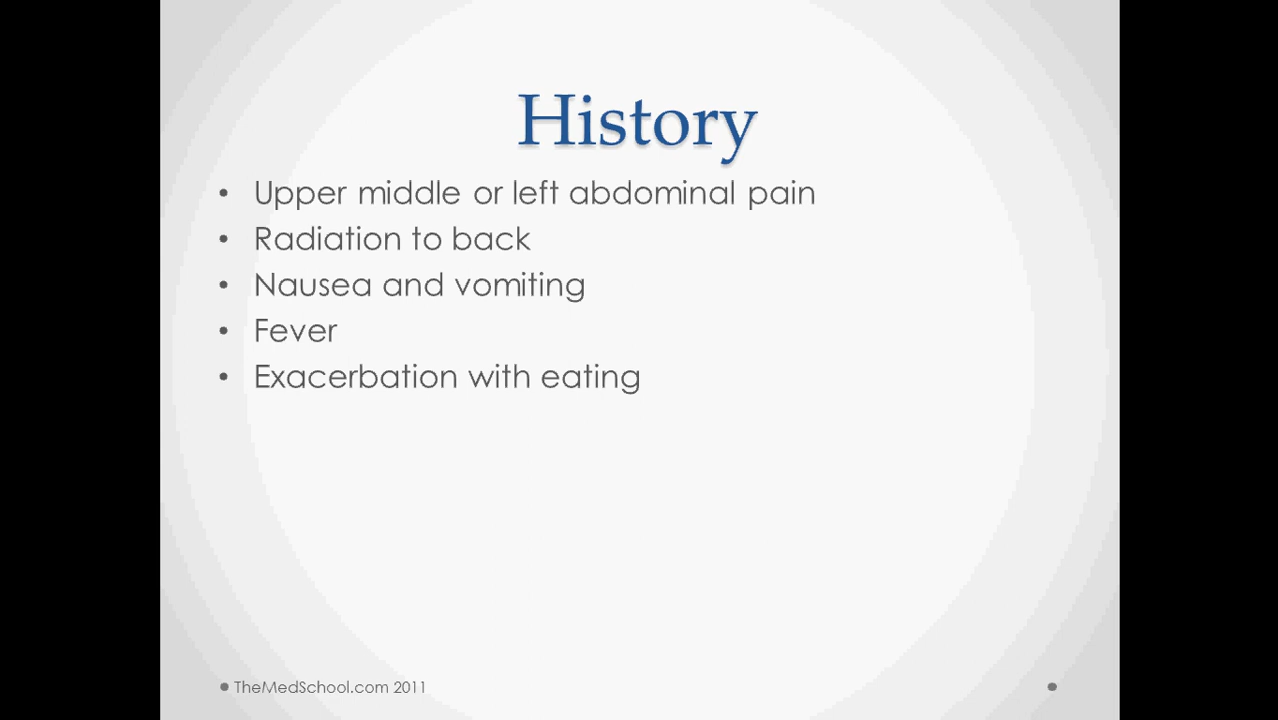 History
• Upper middle or left abdominal pain
• Radiation to back
• Nausea and vomiting
• Fever
• Exacerbation with eating
TheMedSchool.com 2011